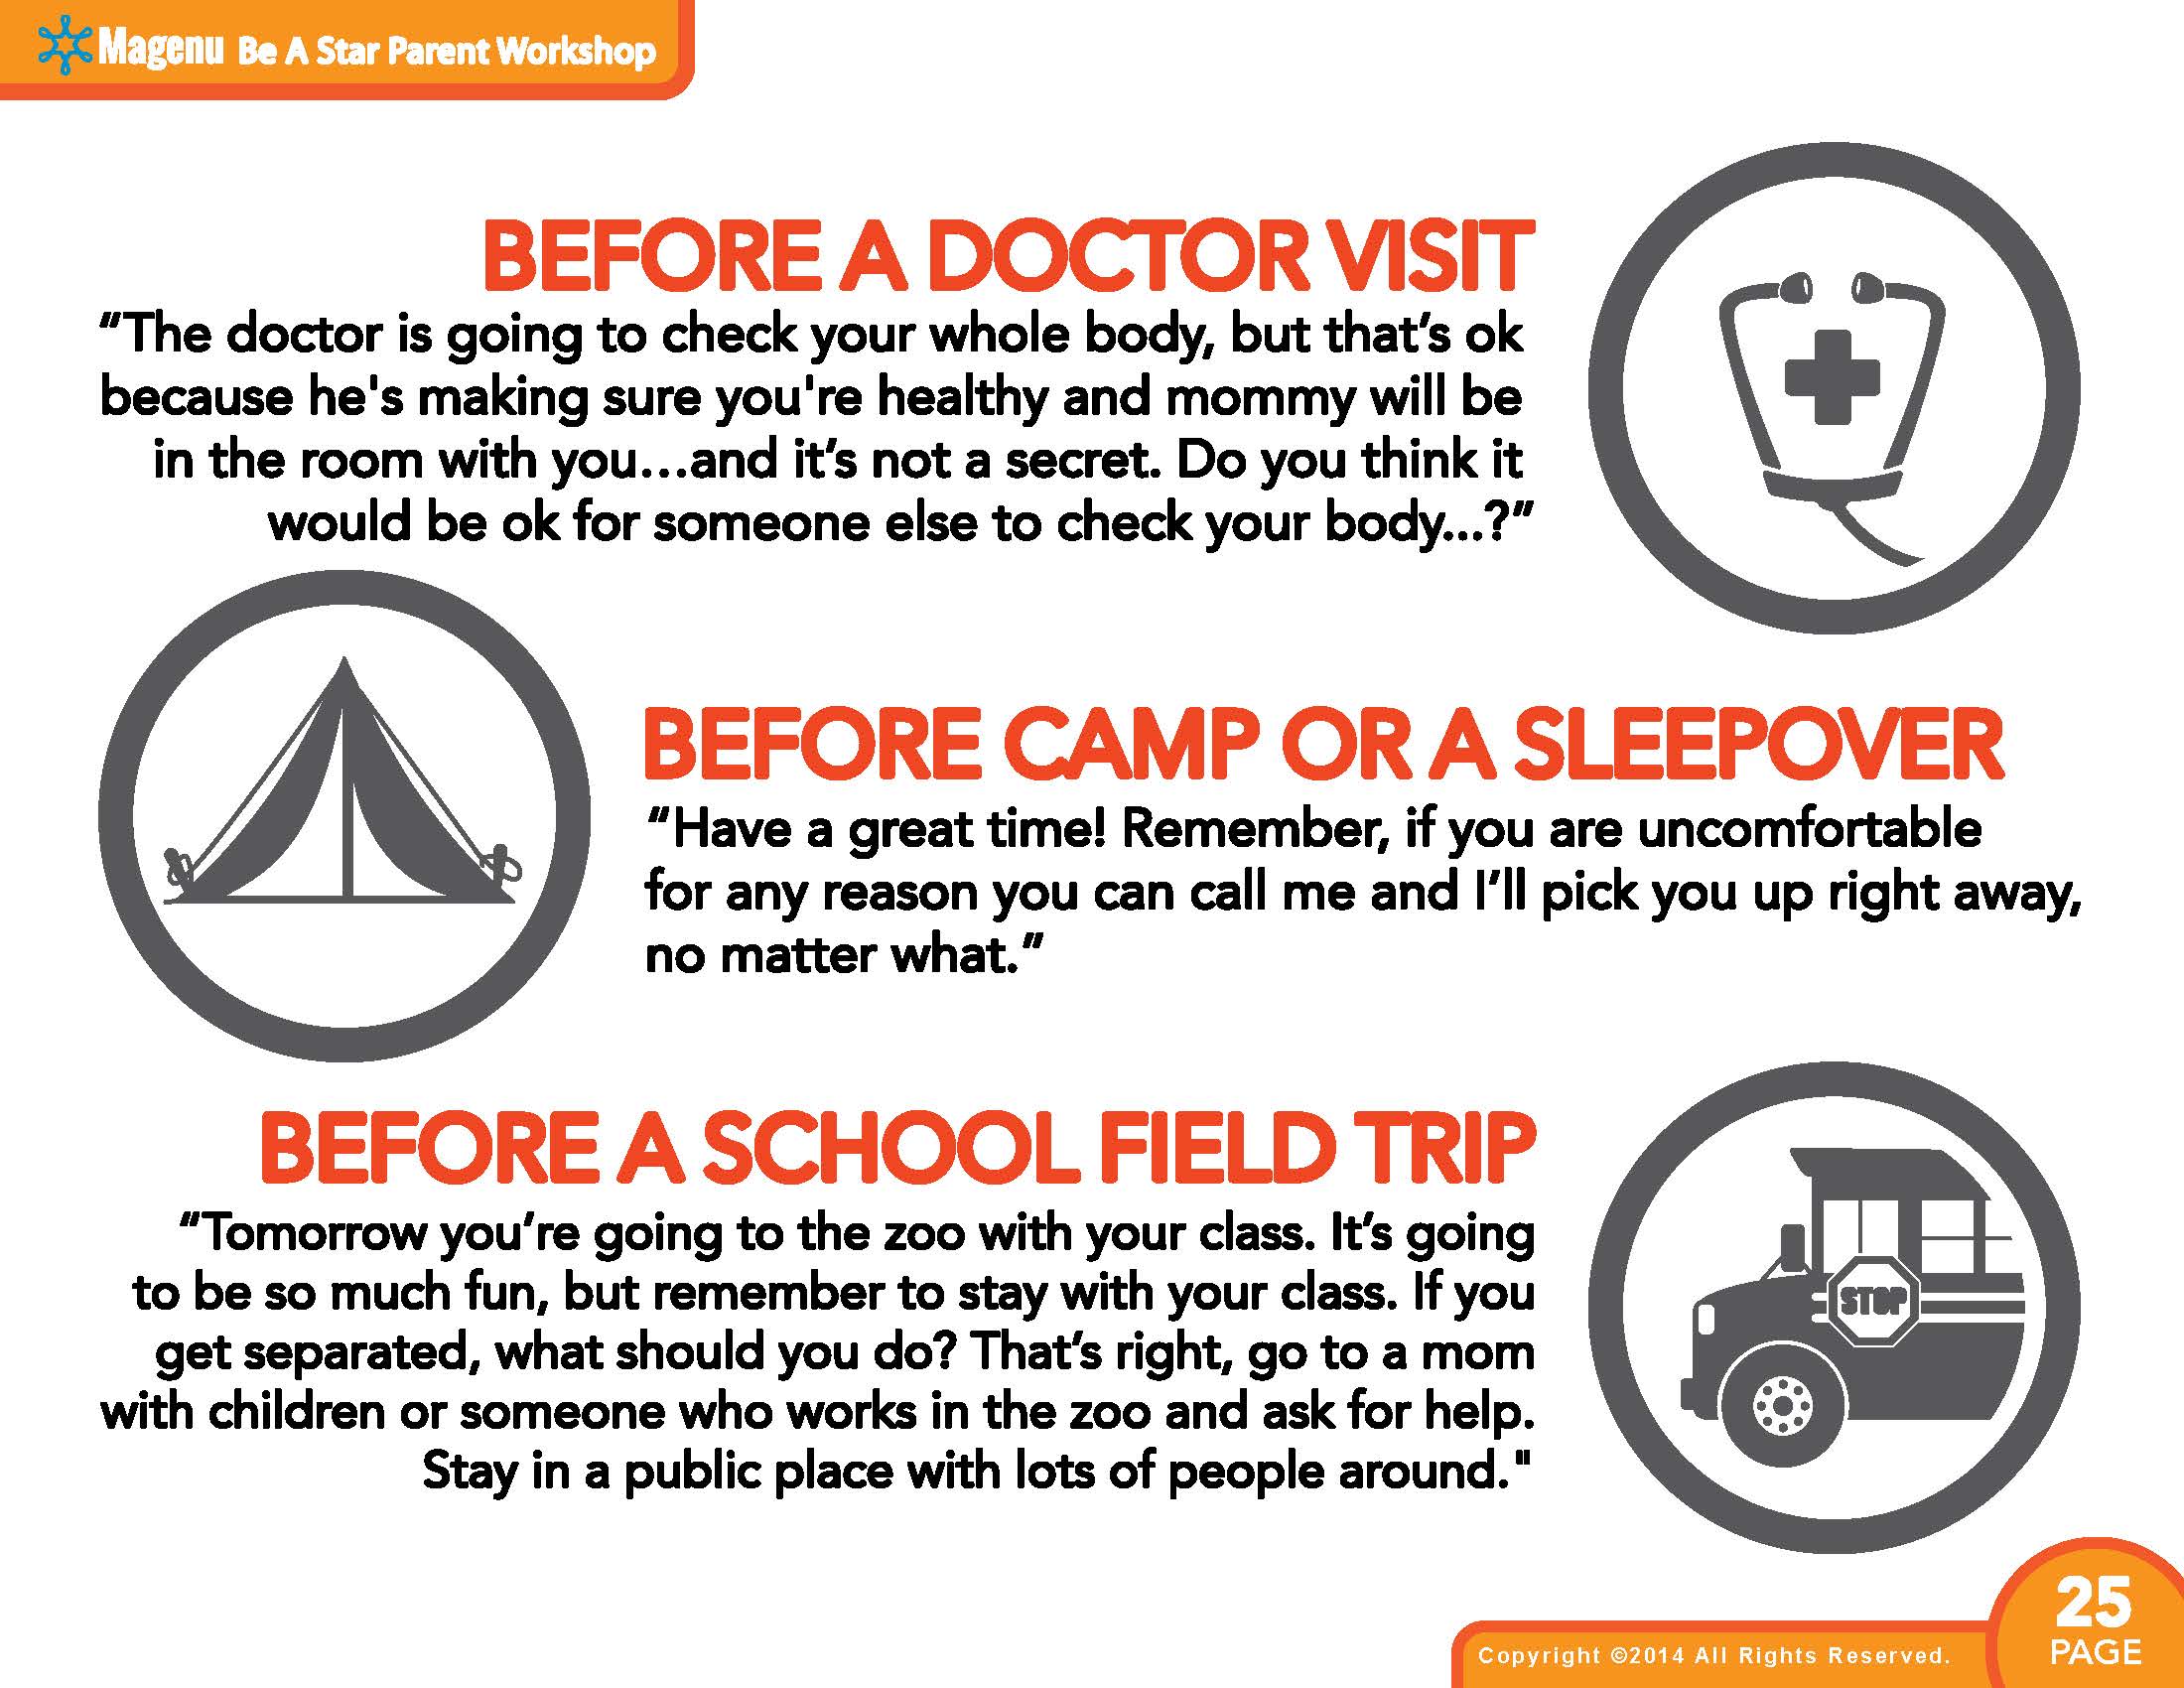 Magenu Be A Star Parent Workshop
BEFORE A DOCTOR VISIT
“The doctor is going to check your whole body, but that’s ok
because he's making sure you're healthy and mommy will be
in the room with you...and it’s not a secret. Do you think it
would be ok for someone else to check your body...?”
BEFORE CAMP OR A SLEEPOVER
“Have a great time! Remember, if you are uncomfortable
for any reason you can call me and I’ll pick you up right away,
no matter what.”
BEFORE A SCHOOL FIELD TRIP
“Tomorrow you’re going to the zoo with your class. It’s going
to be so much fun, but remember to stay with your class. If you
get separated, what should you do? That’s right, go to a mom
with children or someone who works in the zoo and ask for help.
Stay in a public place with lots of people around."
STOP
25
PAGE
Copyright ©2014 All Rights Reserved.